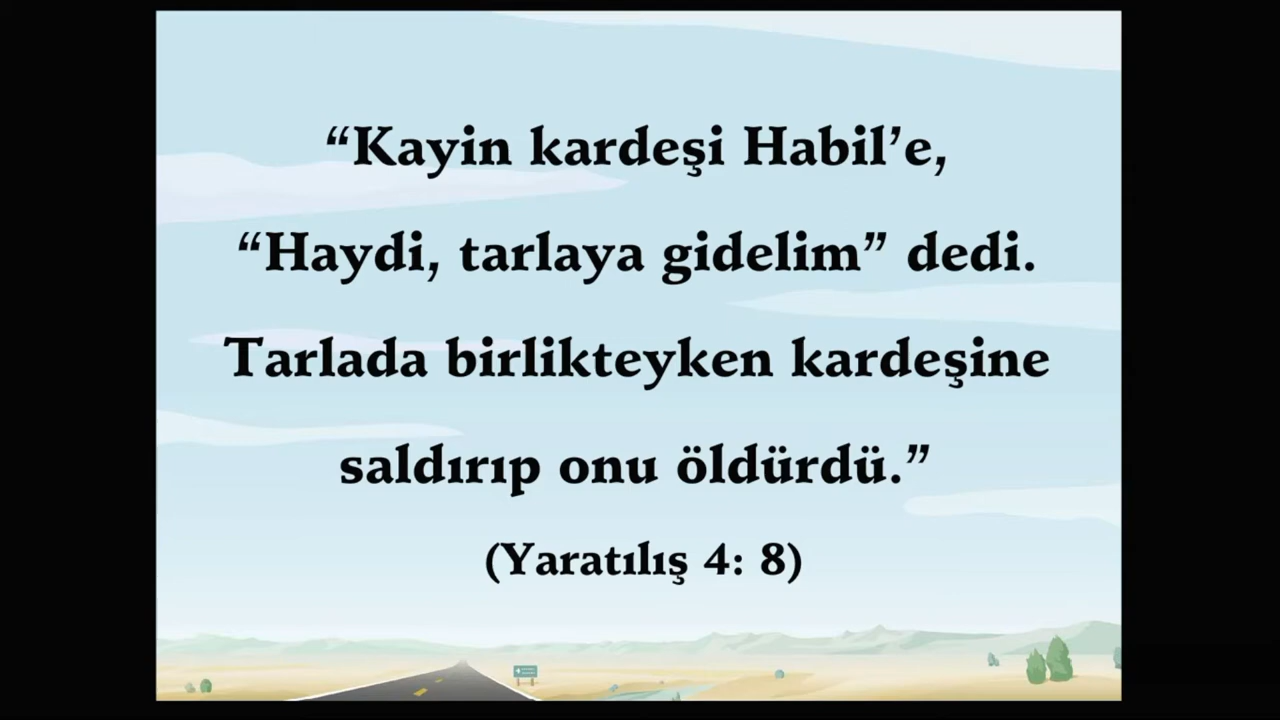 “Kayin kardeşi Habil’e,
“Haydi, tarlaya gidelim” dedi.
Tarlada birlikteyken kardeşine
saldırıp onu öldürdü.”
(Yaratılış 4: 8)